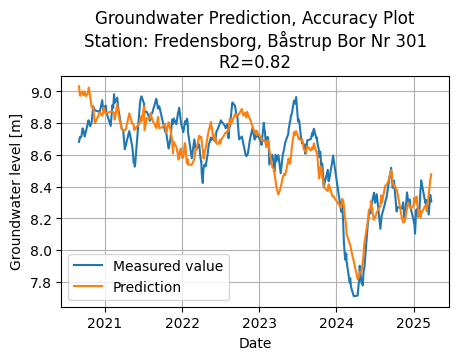 Groundwater Prediction, Accuracy Plot
Station: Fredensborg, Båstrup Bor Nr 301
R2=0.82
Groundwater level [m]
9.0
8.8
8.6
8.4
8.2
8.0
7.8
Measured value
Prediction
2021 2022 2023 2024 2025
Date